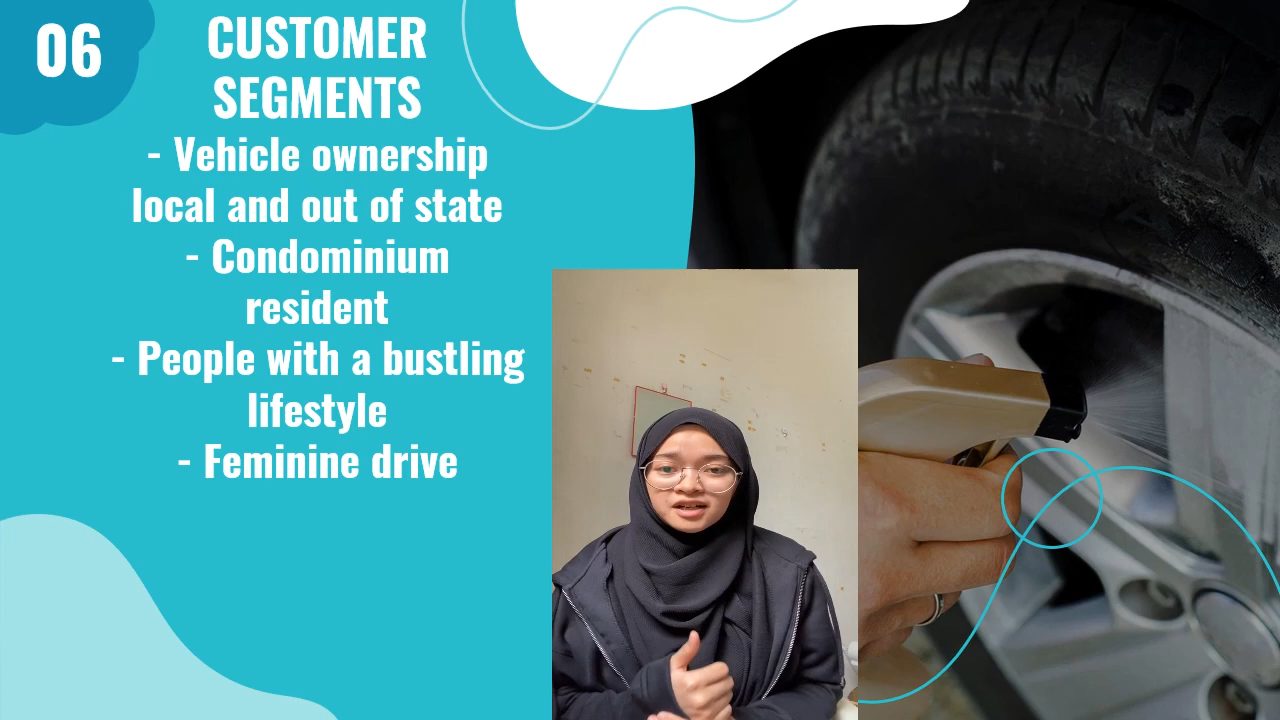 06
CUSTOMER
SEGMENTS
- Vehicle ownership
local and out of state
- Condominium
resident
- People with a bustling
lifestyle
- Feminine drive